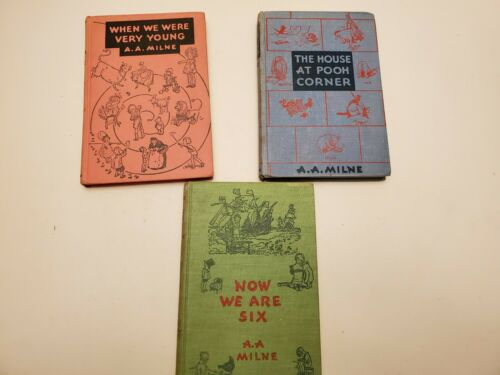 WHEN WE WERE
VERY YOUNG
A.A. MILNE
THE HOUSE
AT POOH
CORNER
A.A. MILNE
NOW
WE ARE
SIX
A.A
MILNE